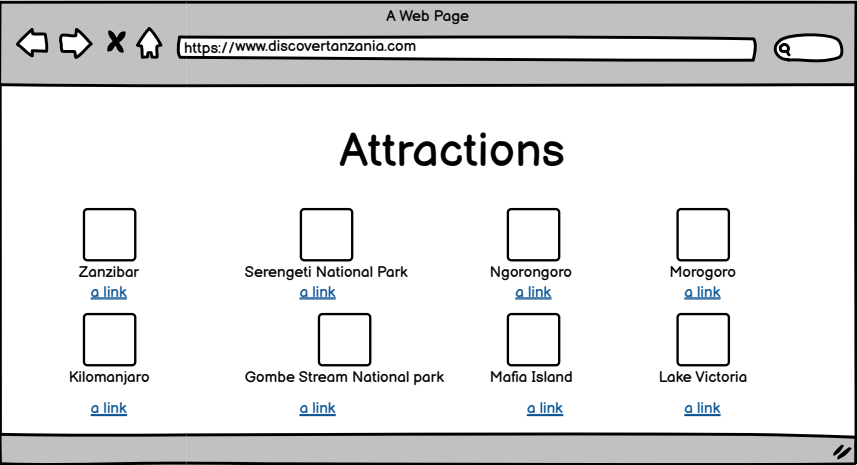 A Web Page
https://www.discovertanzania.com
Attractions
Zanzibar
Serengeti National Park
Ngorongoro
Morogoro
a link
a link
a link
a link
Kilomanjaro
Gombe Stream National park
Mafia Island
Lake Victoria
a link
a link
a link
a link